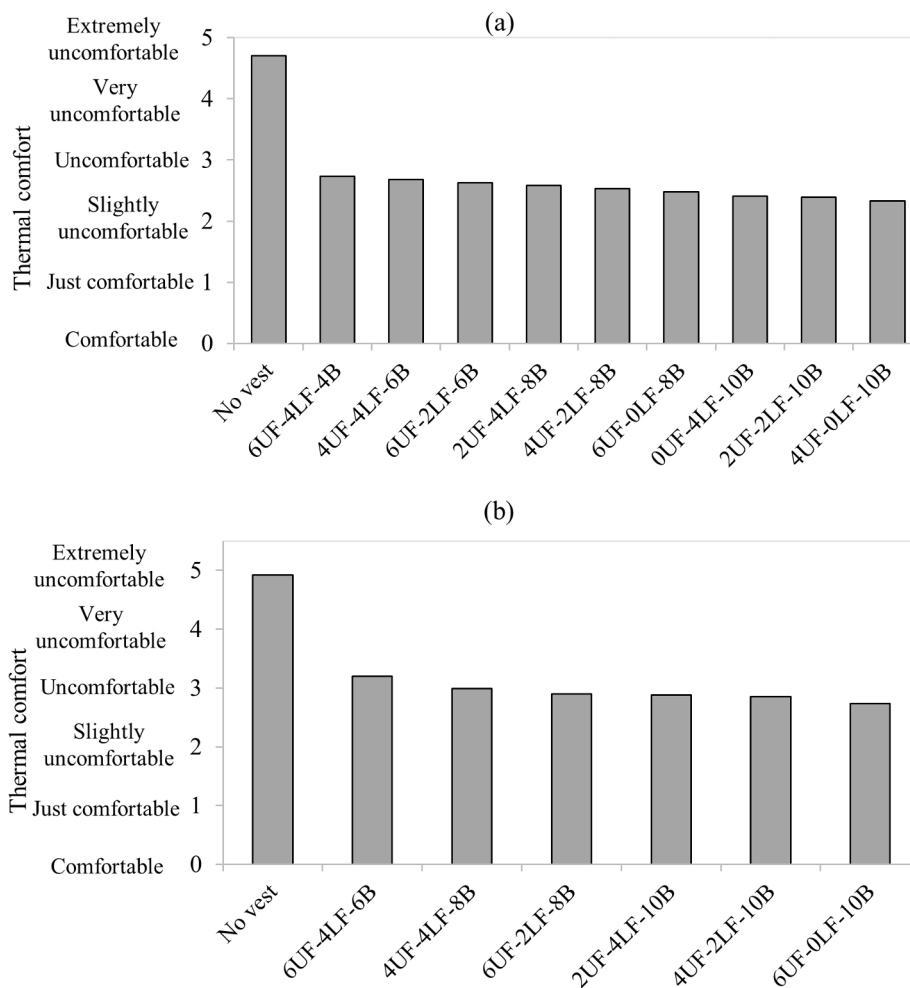 (a)
Extremely
uncomfortable
5
Very
uncomfortable
4
Uncomfortable
3
Slightly
uncomfortable
2
Just comfortable
1
Comfortable
0
Thermal comfort
No vest
6UF-4LF-4B
4UF-4LF-6B
6UF-2LF-6B
2UF-4LF-8B
4UF-2LF-8B
6UF-0LF-8B
0UF-4LF-10B
2UF-2LF-10B
4UF-0LF-10B
(b)
Extremely
uncomfortable
5
Very
uncomfortable
4
Uncomfortable
3
Slightly
uncomfortable
2
Just comfortable
1
Comfortable
0
Thermal comfort
No vest
6UF-4LF-6B
4UF-4LF-8B
6UF-2LF-8B
2UF-4LF-10B
4UF-2LF-10B
6UF-0LF-10B